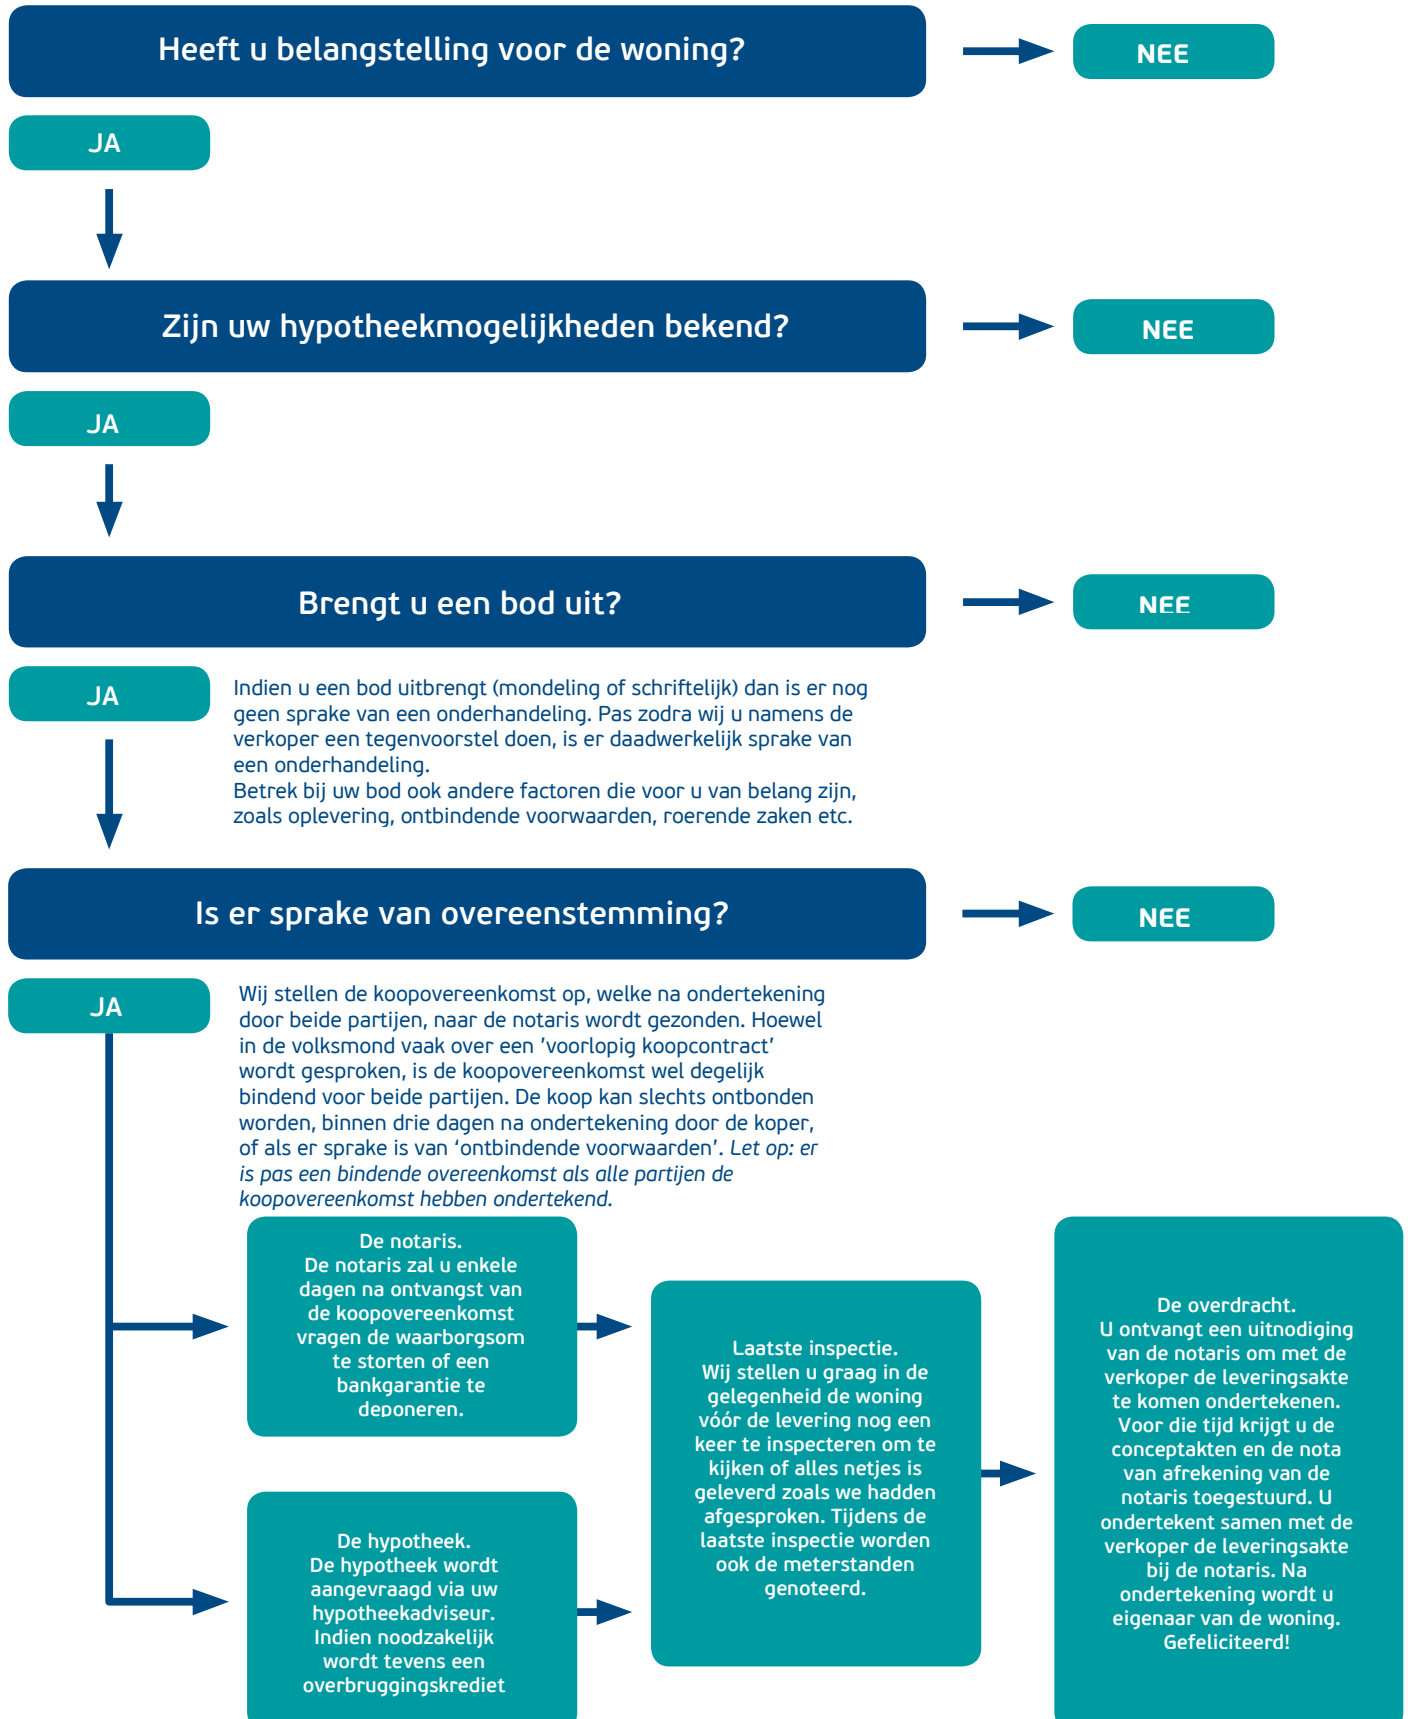 Heeft u belangstelling voor de woning?
NEE
JA
Zijn uw hypotheekmogelijkheden bekend?
NEE
JA
Brengt u een bod uit?
NEE
JA
Indien u een bod uitbrengt (mondeling of schriftelijk) dan is er nog
geen sprake van een onderhandeling. Pas zodra wij u namens de
verkoper een tegenvoorstel doen, is er daadwerkelijk sprake van
een onderhandeling.
Betrek bij uw bod ook andere factoren die voor u van belang zijn,
zoals oplevering, ontbindende voorwaarden, roerende zaken etc.
Is er sprake van overeenstemming?
NEE
JA
Wij stellen de koopovereenkomst op, welke na ondertekening
door beide partijen, naar de notaris wordt gezonden. Hoewel
in de volksmond vaak over een 'voorlopig koopcontract'
wordt gesproken, is de koopovereenkomst wel degelijk
bindend voor beide partijen. De koop kan slechts ontbonden
worden, binnen drie dagen na ondertekening door de koper,
of als er sprake is van ‘ontbindende voorwaarden’. Let op: er
is pas een bindende overeenkomst als alle partijen de
koopovereenkomst hebben ondertekend.
De notaris.
De notaris zal u enkele
dagen na ontvangst van
de koopovereenkomst
vragen de waarborgsom
te storten of een
bankgarantie te
deponeren.
De hypotheek.
De hypotheek wordt
aangevraagd via uw
hypotheekadviseur.
Indien noodzakelijk
wordt tevens een
overbruggingskrediet
Laatste inspectie.
Wij stellen u graag in de
gelegenheid de woning
vóór de levering nog een
keer te inspecteren om te
kijken of alles netjes is
geleverd zoals we hadden
afgesproken. Tijdens de
laatste inspectie worden
ook de meterstanden
genoteerd.
De overdracht.
U ontvangt een uitnodiging
van de notaris om met de
verkoper de leveringsakte
te komen ondertekenen.
Voor die tijd krijgt u de
conceptakten en de nota
van afrekening van de
notaris toegestuurd. U
ondertekent samen met de
verkoper de leveringsakte
bij de notaris. Na
ondertekening wordt u
eigenaar van de woning.
Gefeliciteerd!